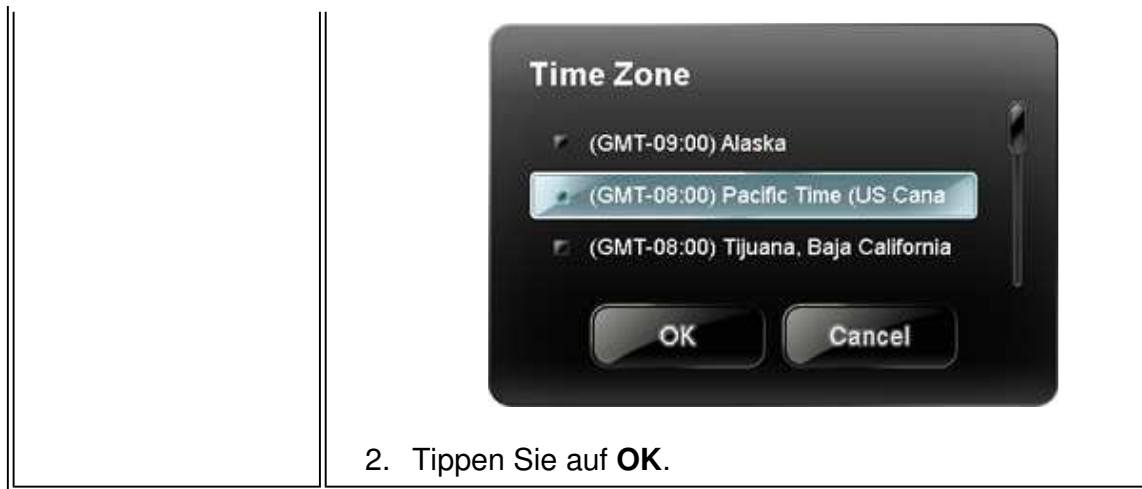 Time Zone
(GMT-09:00) Alaska
(GMT-08:00) Pacific Time (US Cana
(GMT-08:00) Tijuana, Baja California
OK Cancel
2. Tippen Sie auf OK.